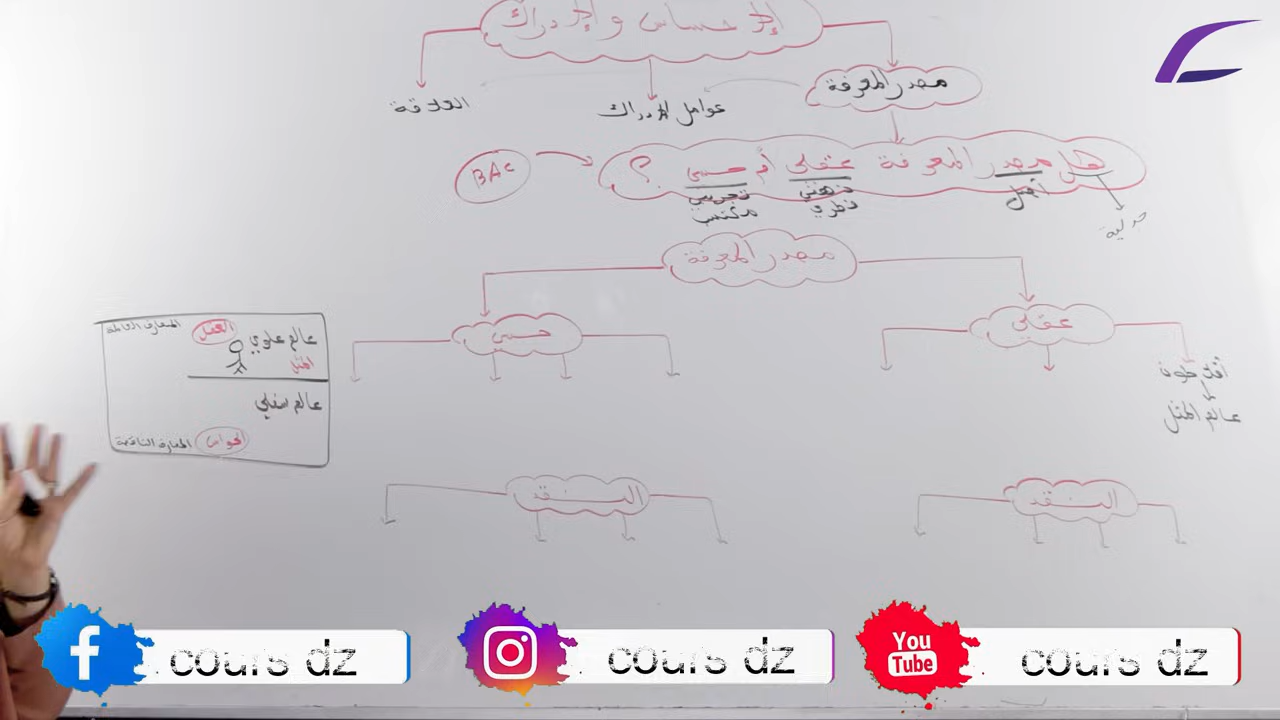 الإحساس والإدراك
مصدر المعرفة
عوامل الإدراك
العلاقة
هل مصدر المعرفة عقلي أم حسي ؟
BAC
أصل
ذهني
نظري
تجريبي
مكتسب
جدلية
مصدر المعرفة
عقلي
حسي
أفلاطون
عالم المثل
المعارف الكاملة
العقل
عالم علوي
المثل
عالم سفلي
الحواس
المعارف الناقصة
النقد
النقد
cours dz
cours dz
You
Tube
cours dz